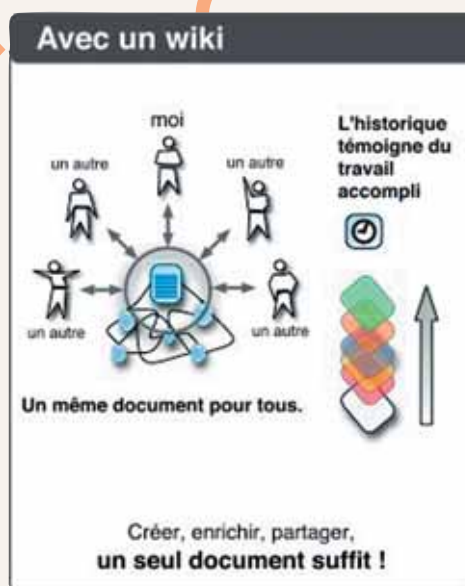 Avec un wiki
moi
un autre
un autre
un autre
un autre
L'historique
témoigne du
travail
accompli
Un même document pour tous.
Créer, enrichir, partager,
un seul document suffit !